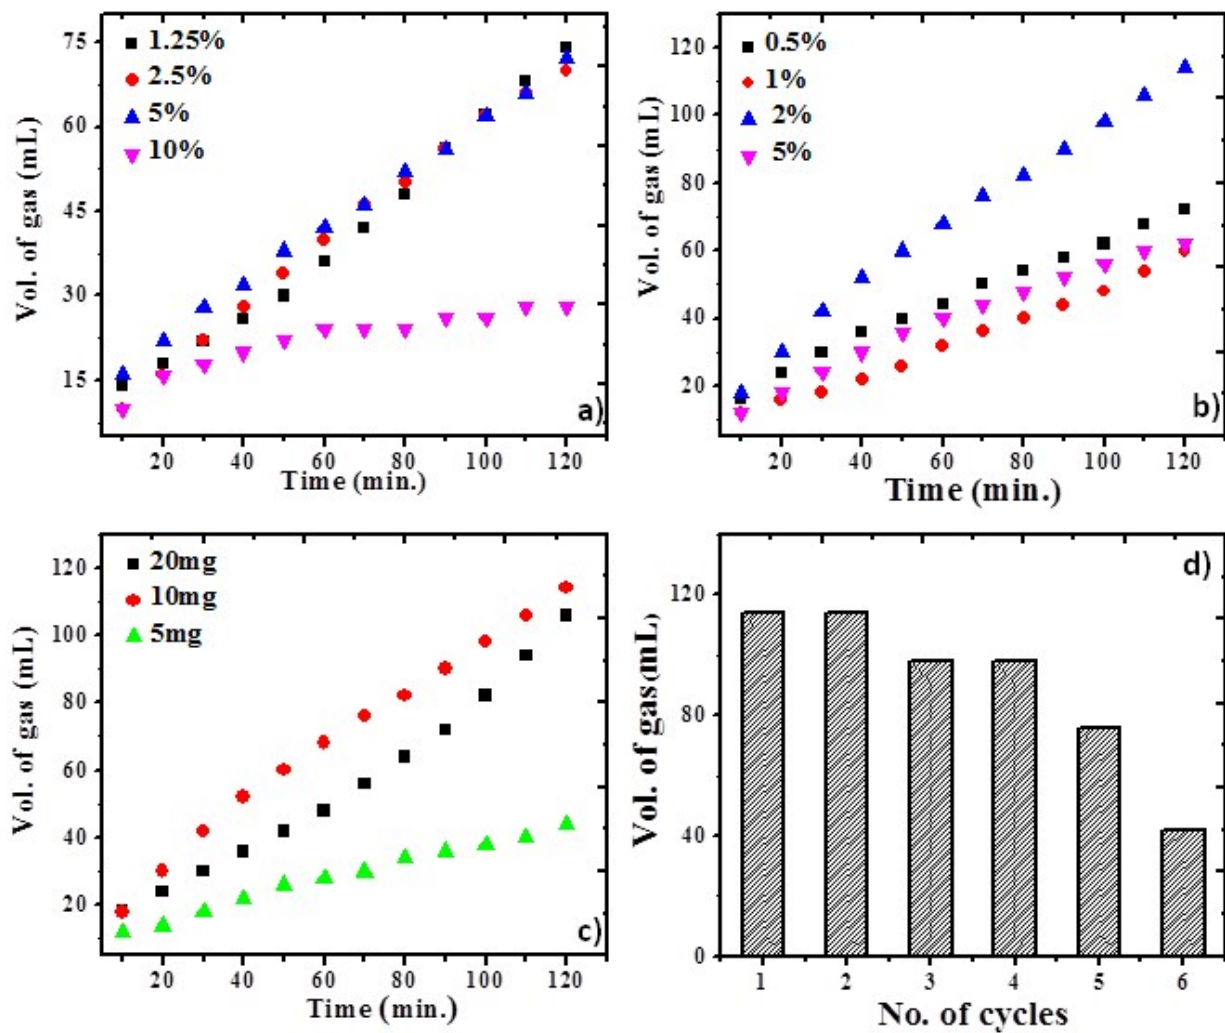 75
60
45
30
15
Vol. of gas (mL)
1.25%
2.5%
5%
10%
a)
20 40 60 80 100 120
Time (min.)
120
100
80
60
40
20
Vol. of gas (mL)
0.5%
1%
2%
5%
b)
20 40 60 80 100 120
Time (min.)
120
100
80
60
40
20
Vol. of gas (mL)
20mg
10mg
5mg
c)
20 40 60 80 100 120
Time (min.)
120
80
40
0
Vol. of gas(mL)
d)
1 2 3 4 5 6
No. of cycles